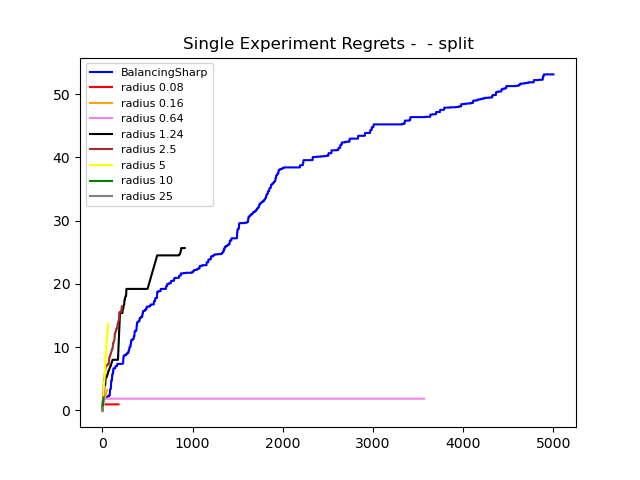 Single Experiment Regrets -  - split
BalancingSharp
radius 0.08
radius 0.16
radius 0.64
radius 1.24
radius 2.5
radius 5
radius 10
radius 25
50
40
30
20
10
0
0 1000 2000 3000 4000 5000